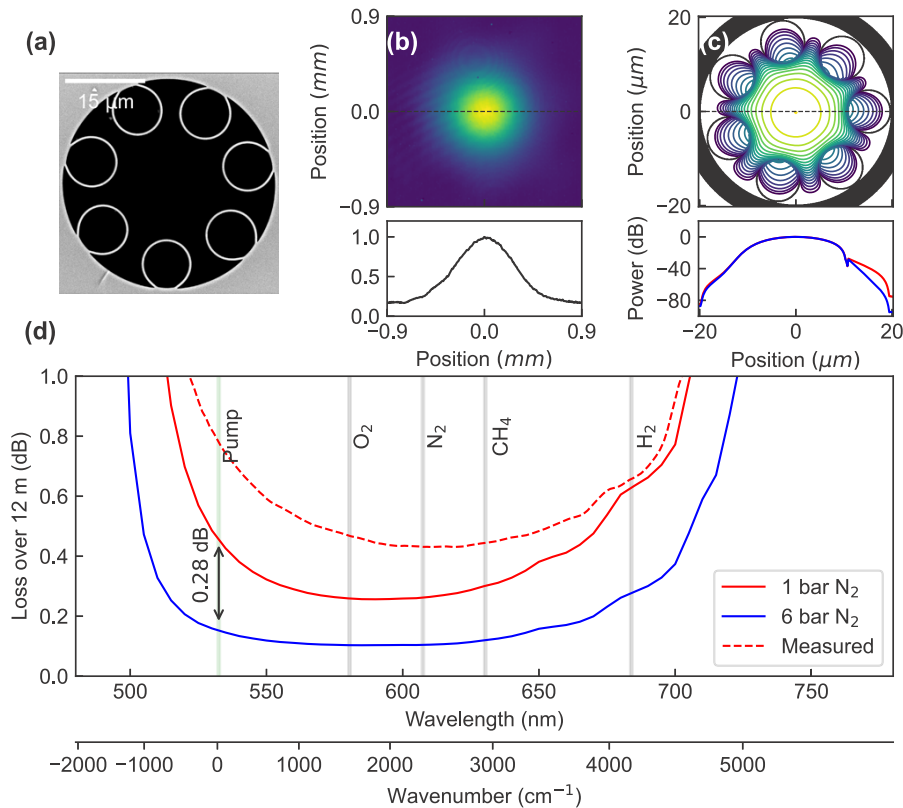 (a)
15 μm
(b)
0.9
0.0
−0.9
Position (mm)
1.0
0.5
0.0
−0.9
0.0
0.9
Position (mm)
(c)
20
0
−20
Position (μm)
0
−40
−80
Power (dB)
−20
0
20
Position (μm)
(d)
1.0
0.8
0.6
0.4
0.2
0.0
Loss over 12 m (dB)
Pump
O₂
N₂
CH₄
H₂
0.28 dB
1 bar N₂
6 bar N₂
Measured
500
550
600
650
700
750
Wavelength (nm)
−2000
−1000
0
1000
2000
3000
4000
5000
Wavenumber (cm⁻¹)